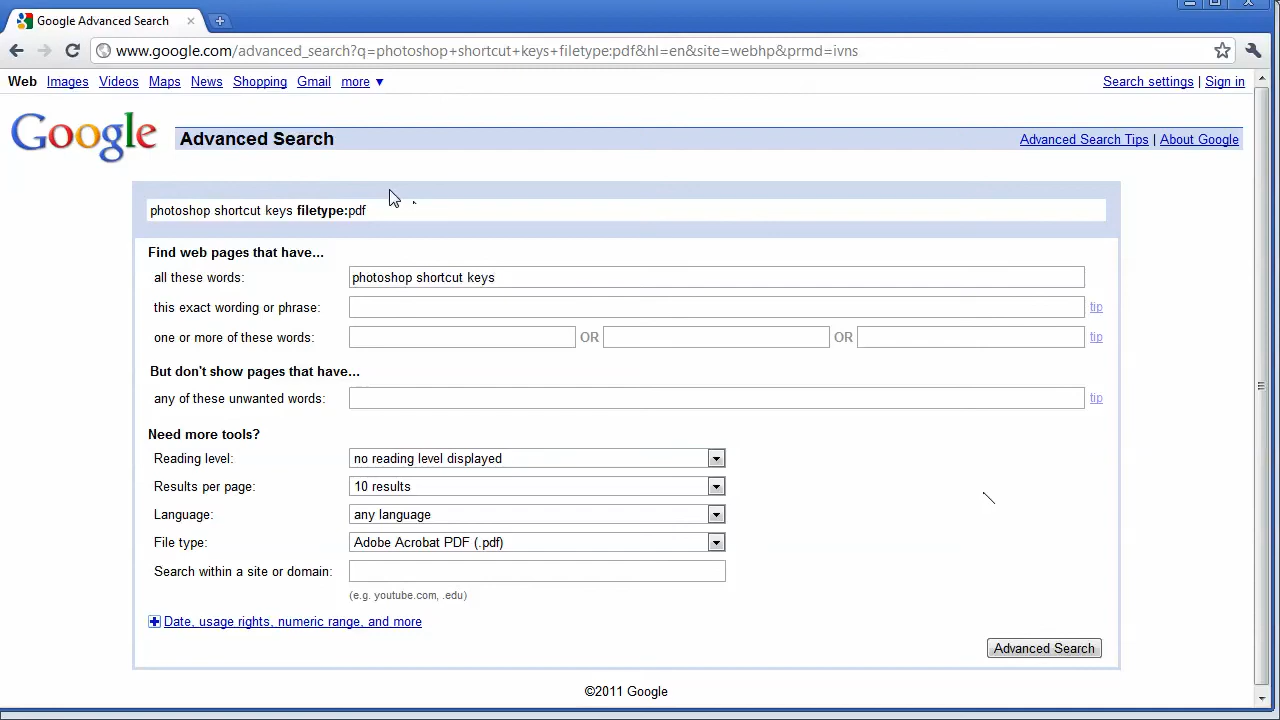 Google Advanced Search
www.google.com/advanced_search?q=photoshop+shortcut+keys+filetype:pdf&hl=en&site=webhp&prmd=ivns
Web Images Videos Maps News Shopping Gmail more ▼ Search settings | Sign in
Google Advanced Search Advanced Search Tips | About Google
photoshop shortcut keys filetype:pdf
Find web pages that have...
all these words: photoshop shortcut keys
this exact wording or phrase: tip
one or more of these words: OR OR tip
But don't show pages that have...
any of these unwanted words: tip
Need more tools?
Reading level: no reading level displayed
Results per page: 10 results
Language: any language
File type: Adobe Acrobat PDF (.pdf)
Search within a site or domain:
(e.g. youtube.com, .edu)
Date, usage rights, numeric range, and more
Advanced Search
©2011 Google